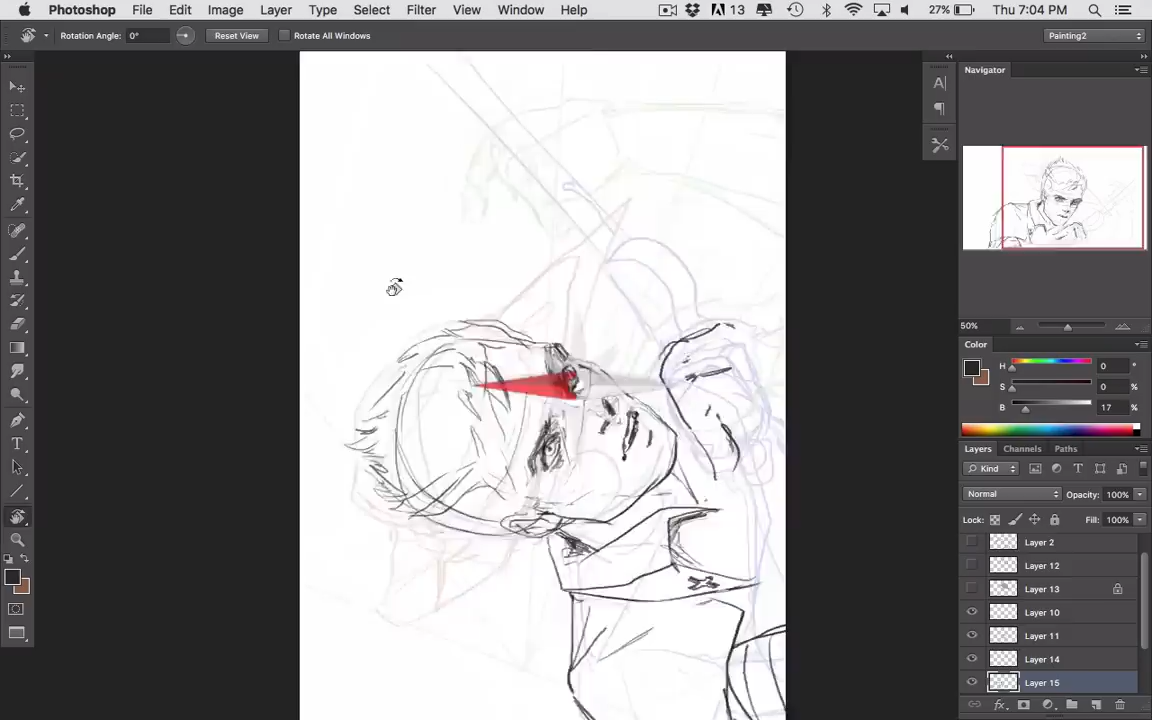 Photoshop File Edit Image Layer Type Select Filter View Window Help 13 27% Thu 7:04 PM
Rotation Angle: 0° Reset View Rotate All Windows Painting2
Navigator
50%
Color
H 0 °
S 0 %
B 17 %
Layers Channels Paths
Kind
Normal Opacity: 100%
Lock: Fill: 100%
Layer 2
Layer 12
Layer 13
Layer 10
Layer 11
Layer 14
Layer 15